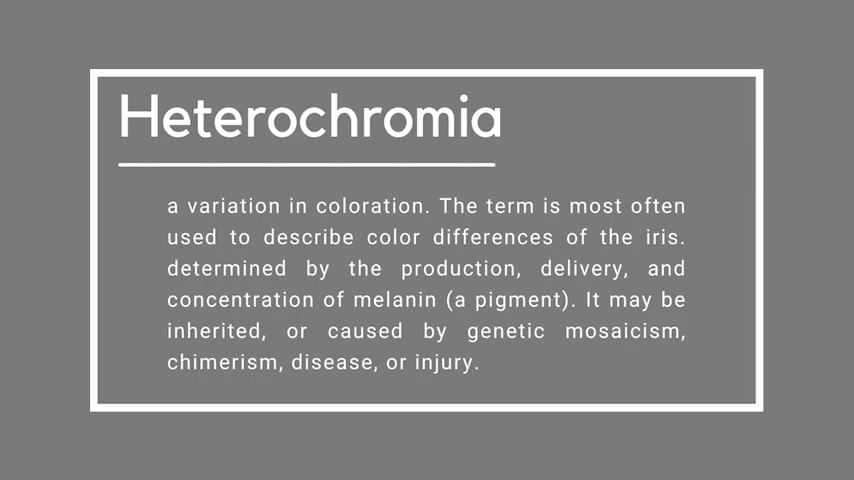 Heterochromia
a variation in coloration. The term is most often
used to describe color differences of the iris.
determined by the production, delivery, and
concentration of melanin (a pigment). It may be
inherited, or caused by genetic mosaicism,
chimerism, disease, or injury.